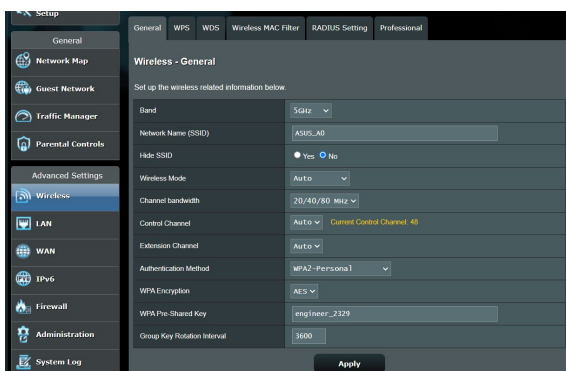 Setup
General
Network Map
Guest Network
Traffic Manager
Parental Controls
Advanced Settings
Wireless
LAN
WAN
IPv6
Firewall
Administration
System Log
General WPS WDS Wireless MAC Filter RADIUS Setting Professional
Wireless - General
Set up the wireless related information below.
Band 5GHz
Network Name (SSID) ASUS_A0
Hide SSID Yes No
Wireless Mode Auto
Channel bandwidth 20/40/80 MHz
Control Channel Auto Current Control Channel: 48
Extension Channel Auto
Authentication Method WPA2-Personal
WPA Encryption AES
WPA Pre-Shared Key engineer_2329
Group Key Rotation Interval 3600
Apply